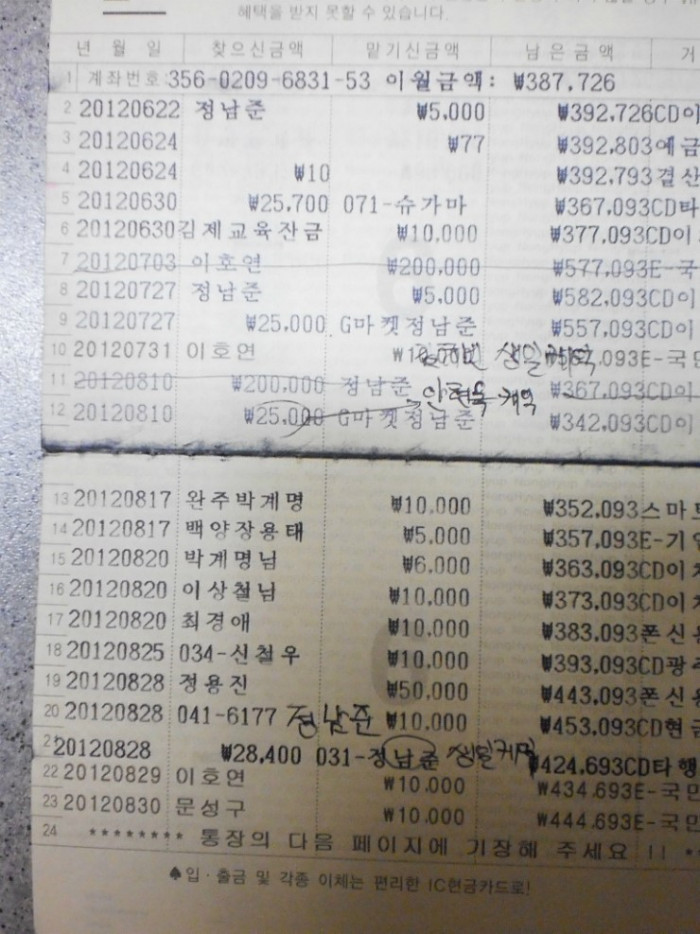 혜택을 받지 못할 수 있습니다.
년 월 일 찾으신금액 맡기신금액 남은금액 거
1 계좌번호:356-0209-6831-53 이월금액: ₩387,726
2 20120622 정남준 ₩5,000 ₩392,726CD이
3 20120624 ₩77 ₩392,803예금
4 20120624 ₩10 ₩392,793결산
5 20120630 ₩25,700 071-슈가마 ₩367,093CD타
6 20120630김제교육잔금 ₩10,000 ₩377,093CD이
7 20120703 이호연 ₩200,000 ₩577,093E-국
8 20120727 정남준 ₩5,000 ₩582,093CD이
9 20120727 ₩25,000 G마켓정남준 ₩557,093CD이
10 20120731 이호연 생일케익 ,093E-국민
11 20120810 ₩200,000 정남준 ₩367,093CD이
12 20120810 ₩25,000 G마켓정남준 ₩342,093CD이
13 20120817 완주박계명 ₩10,000 ₩352,093스마트
14 20120817 백양장용태 ₩5,000 ₩357,093E-기업
15 20120820 박계명님 ₩6,000 ₩363,093CD이체
16 20120820 이상철님 ₩10,000 ₩373,093CD이체
17 20120820 최경애 ₩10,000 ₩383,093폰신
18 20120825 034-신철우 ₩10,000 ₩393,093CD광주
19 20120828 정용진 ₩50,000 ₩443,093폰신
20 20120828 041-6177 정남준 ₩10,000 ₩453,093CD현금
21 20120828 ₩28,400 031-정남준 생일케익 ₩424,693CD타행
22 20120829 이호연 ₩10,000 ₩434,693E-국민
23 20120830 문성구 ₩10,000 ₩444,693E-국민
24 ******** 통장의 다음 페이지에 기장해 주세요 !! **
♠입·출금 및 각종 이체는 편리한 IC현금카드로!